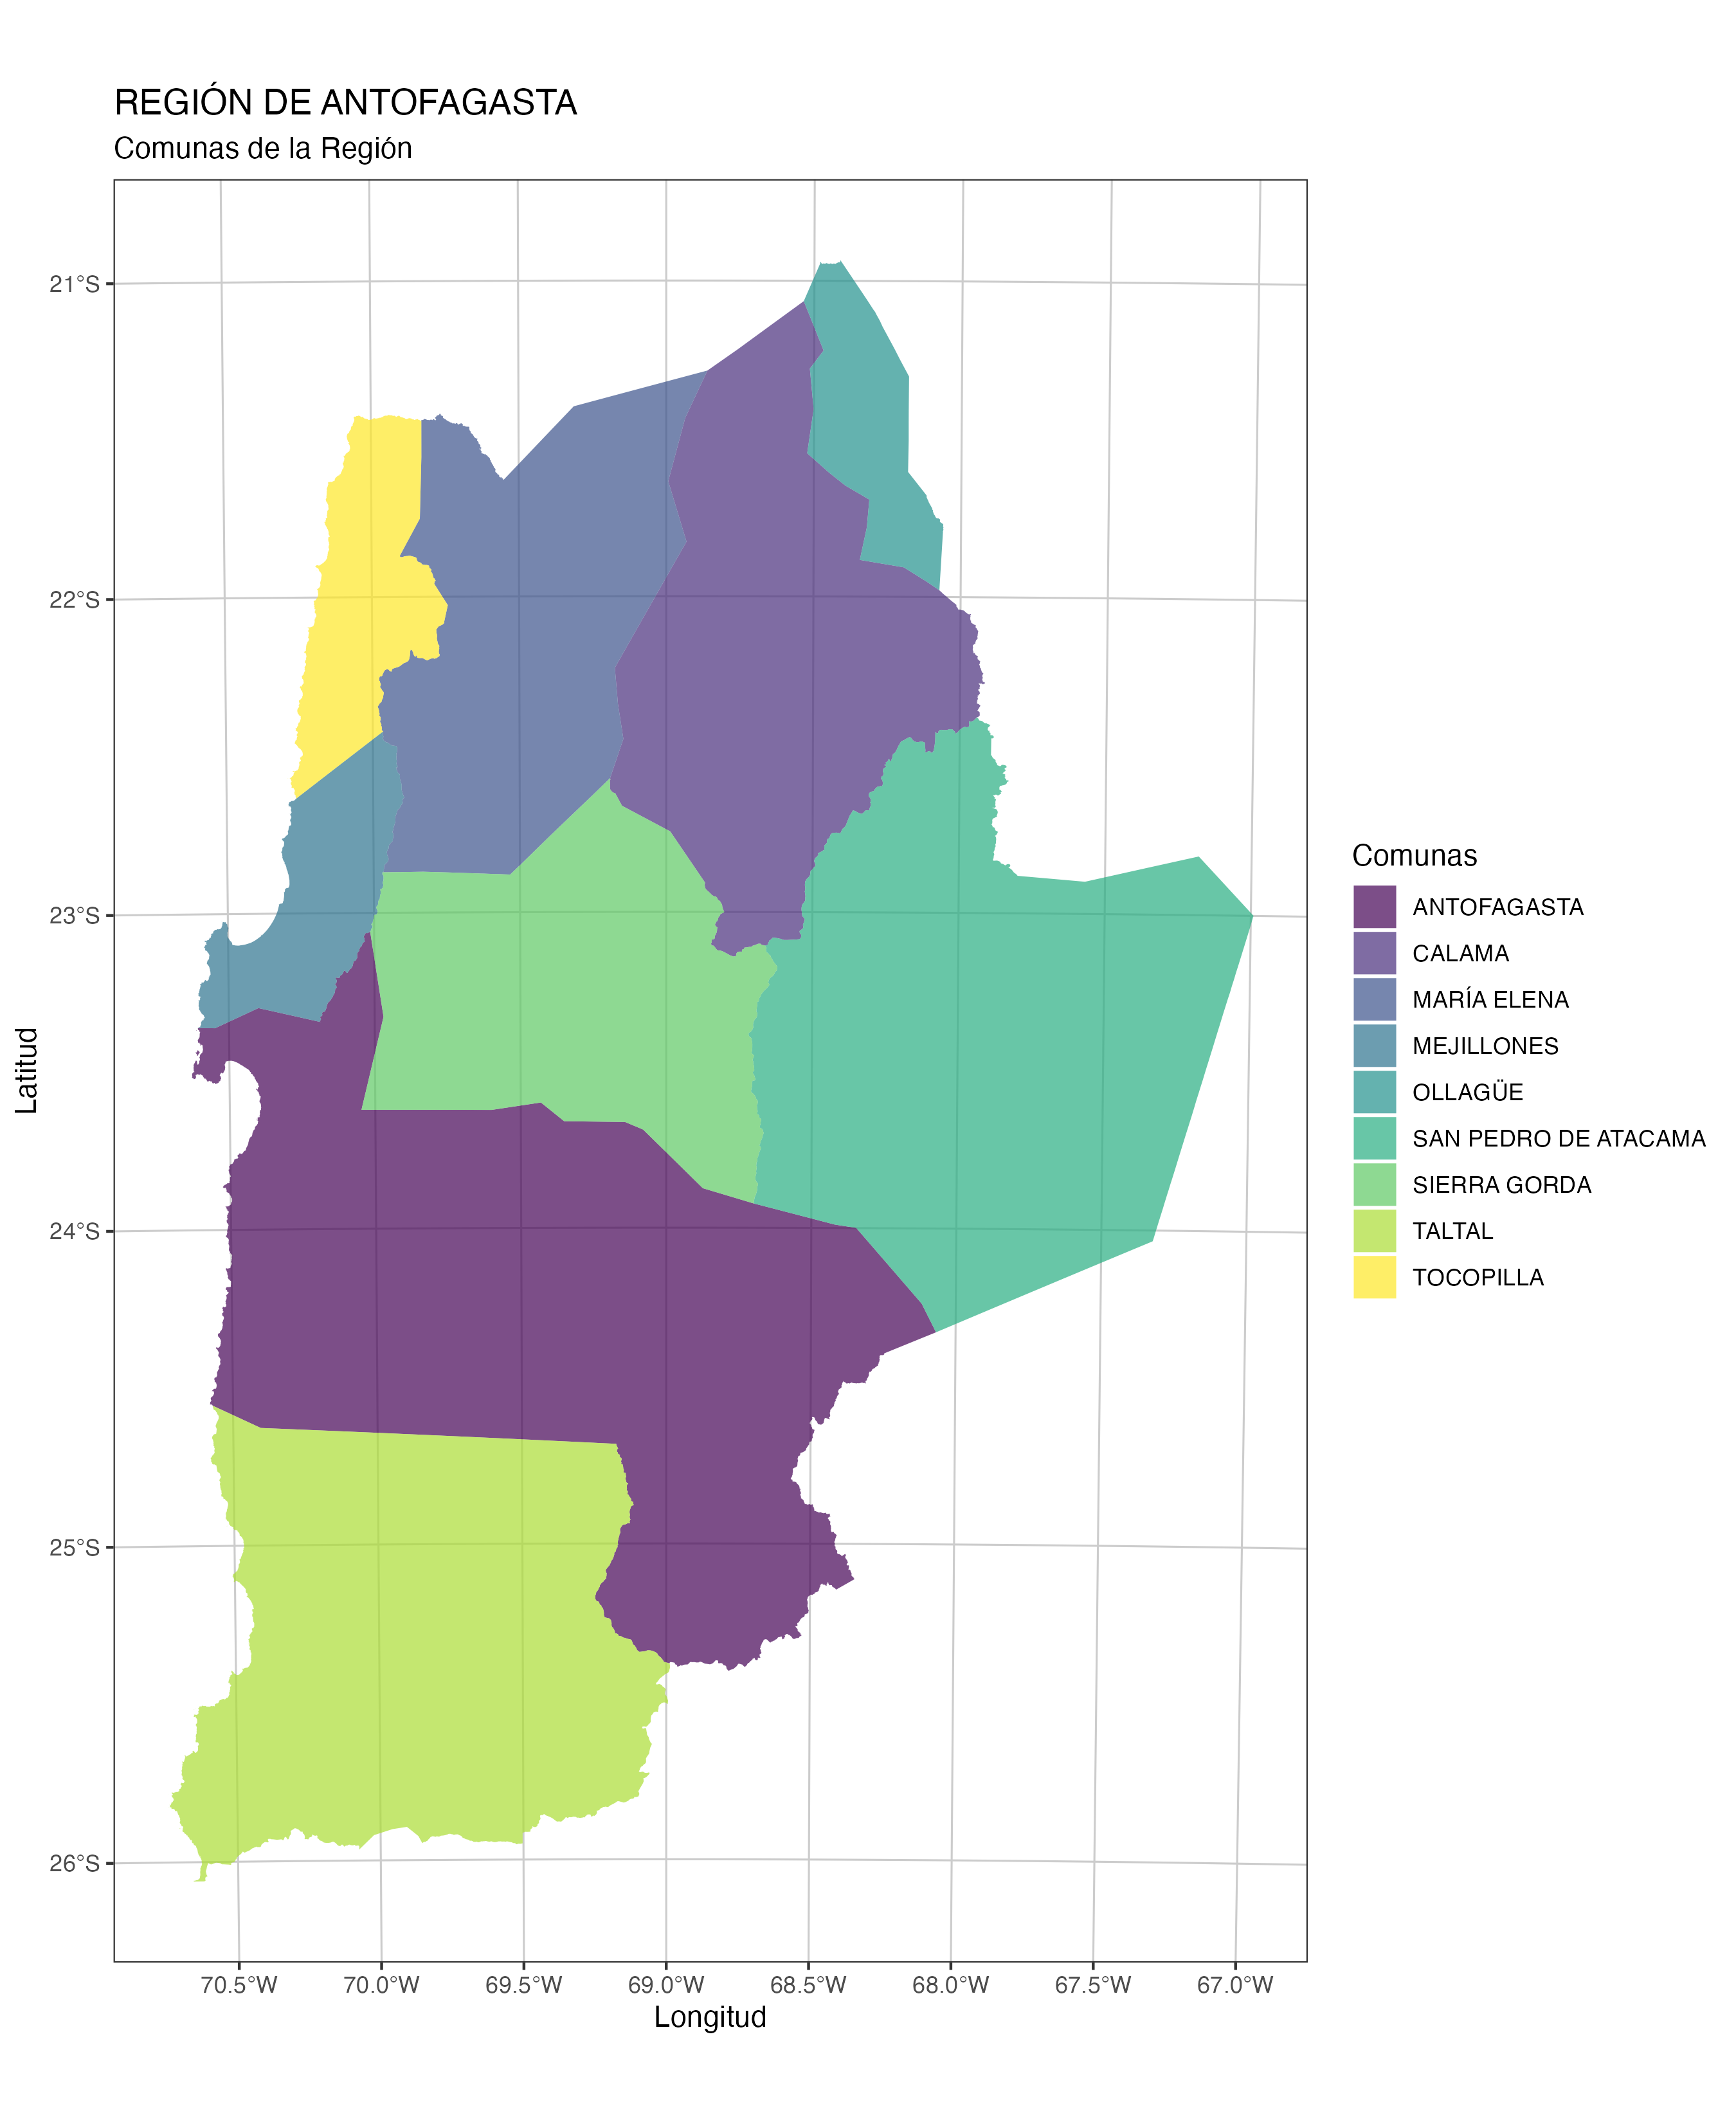 REGIÓN DE ANTOFAGASTA
Comunas de la Región
21°S
22°S
23°S
24°S
25°S
26°S
Latitud
70.5°W 70.0°W 69.5°W 69.0°W 68.5°W 68.0°W 67.5°W 67.0°W
Longitud
Comunas
ANTOFAGASTA
CALAMA
MARÍA ELENA
MEJILLONES
OLLAGÜE
SAN PEDRO DE ATACAMA
SIERRA GORDA
TALTAL
TOCOPILLA